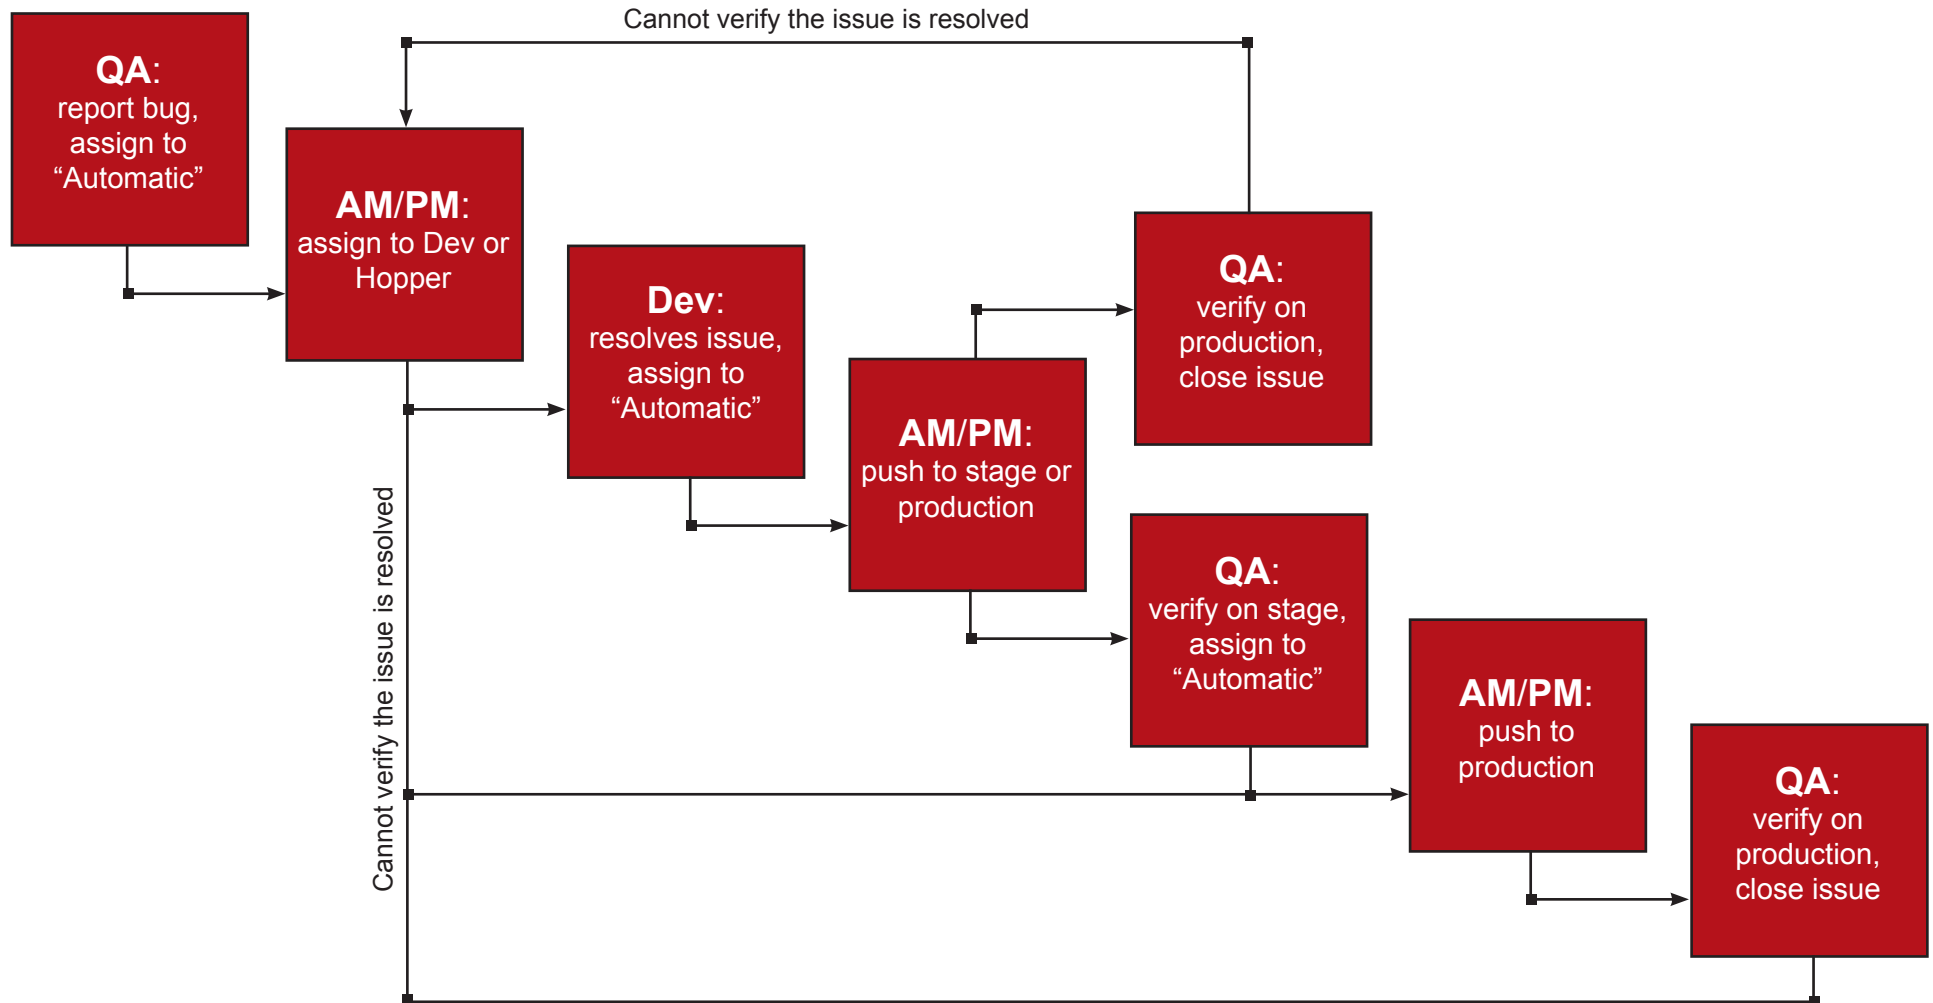 Cannot verify the issue is resolved
QA:
report bug,
assign to
“Automatic”
AM/PM:
assign to Dev or
Hopper
Dev:
resolves issue,
assign to
“Automatic”
AM/PM:
push to stage or
production
QA:
verify on
production,
close issue
QA:
verify on stage,
assign to
“Automatic”
AM/PM:
push to
production
QA:
verify on
production,
close issue
Cannot verify the issue is resolved